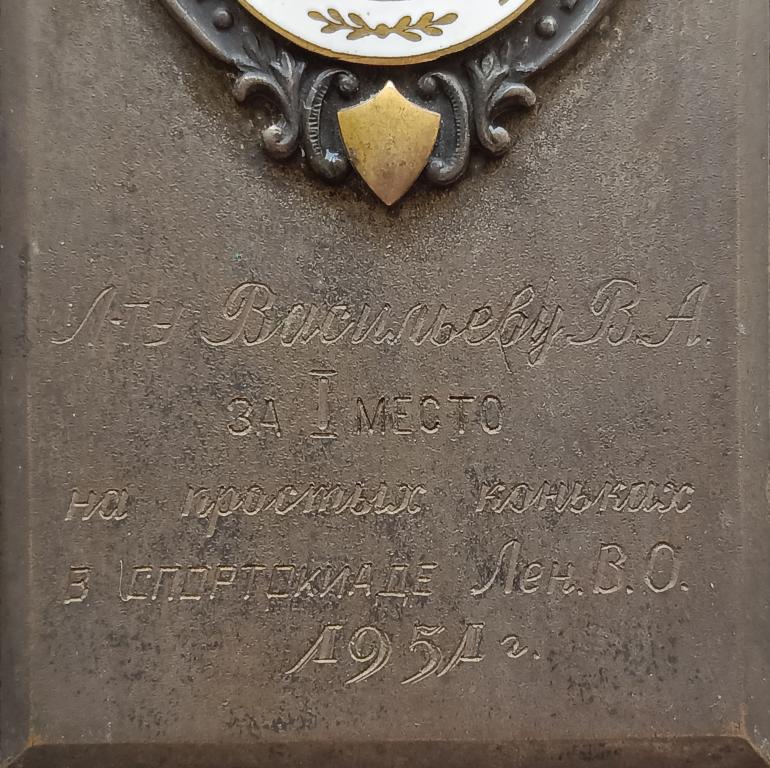 Л-ту Васильеву В.А.
ЗА I МЕСТО
на простых коньках
В СПОРТОКИАДЕ Лен. В.О.
1951 г.